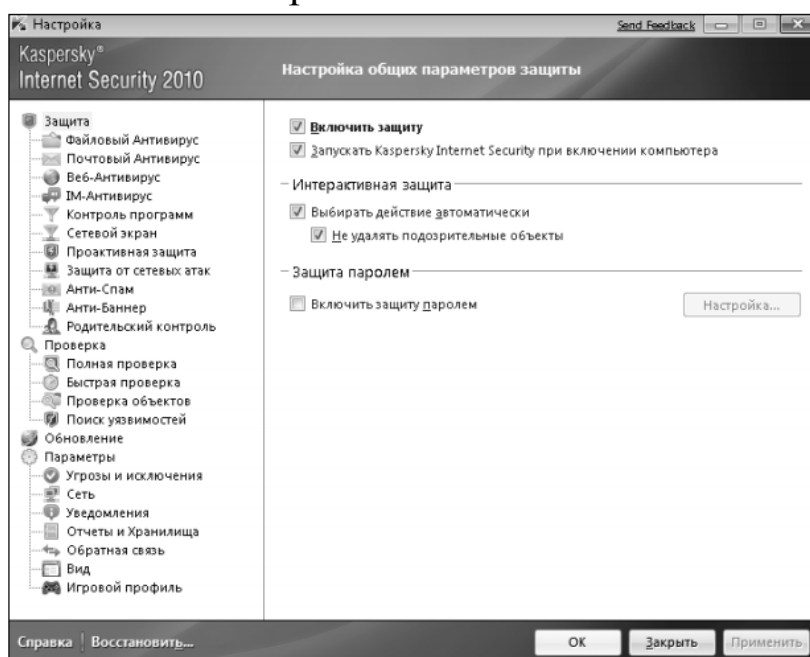 Настройка
Send Feedback
Kaspersky®
Internet Security 2010
Настройка общих параметров защиты
Защита
Файловый Антивирус
Почтовый Антивирус
Веб-Антивирус
IM-Антивирус
Контроль программ
Сетевой экран
Проактивная защита
Защита от сетевых атак
Анти-Спам
Анти-Баннер
Родительский контроль
Проверка
Полная проверка
Быстрая проверка
Проверка объектов
Поиск уязвимостей
Обновление
Параметры
Угрозы и исключения
Сеть
Уведомления
Отчеты и Хранилища
Обратная связь
Вид
Игровой профиль
Включить защиту
Запускать Kaspersky Internet Security при включении компьютера
Интерактивная защита
Выбирать действие автоматически
Не удалять подозрительные объекты
Защита паролем
Включить защиту паролем
Настройка...
Справка | Восстановить...
ОК
Закрыть
Применить